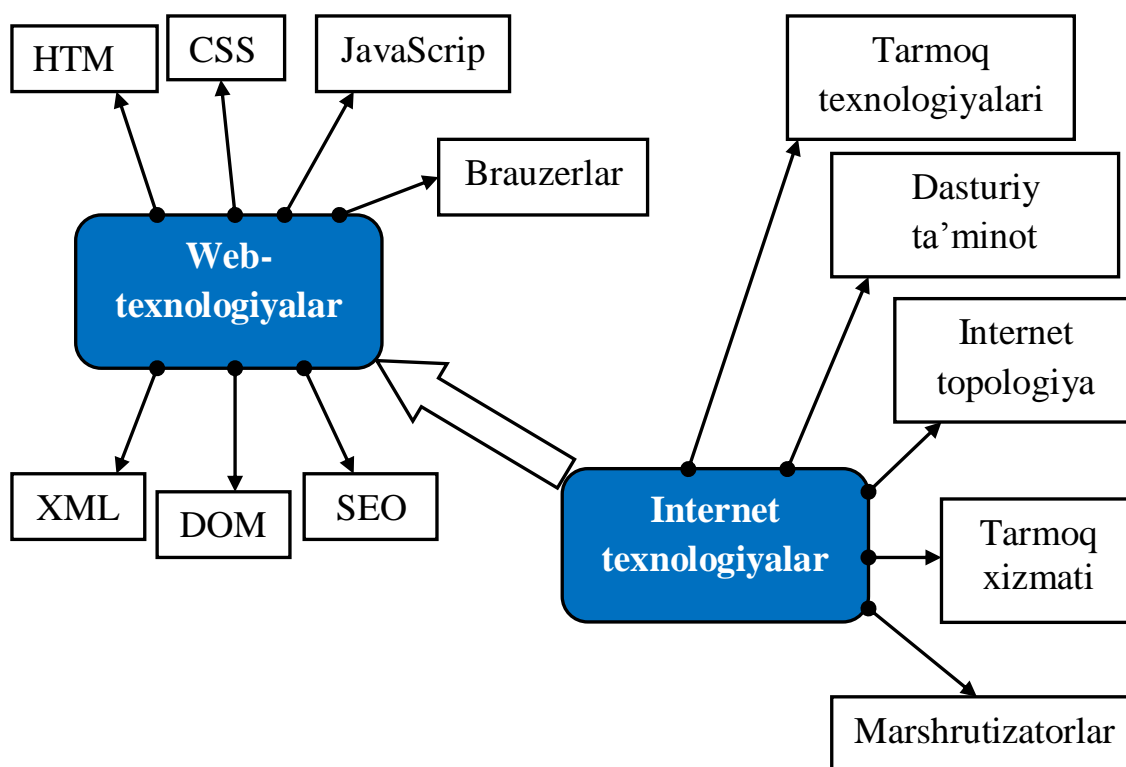 HTM
CSS
JavaScrip
Brauzerlar
Web-
texnologiyalar
XML
DOM
SEO
Tarmoq
texnologiyalari
Dasturiy
ta’minot
Internet
topologiya
Internet
texnologiyalar
Tarmoq
xizmati
Marshrutizatorlar